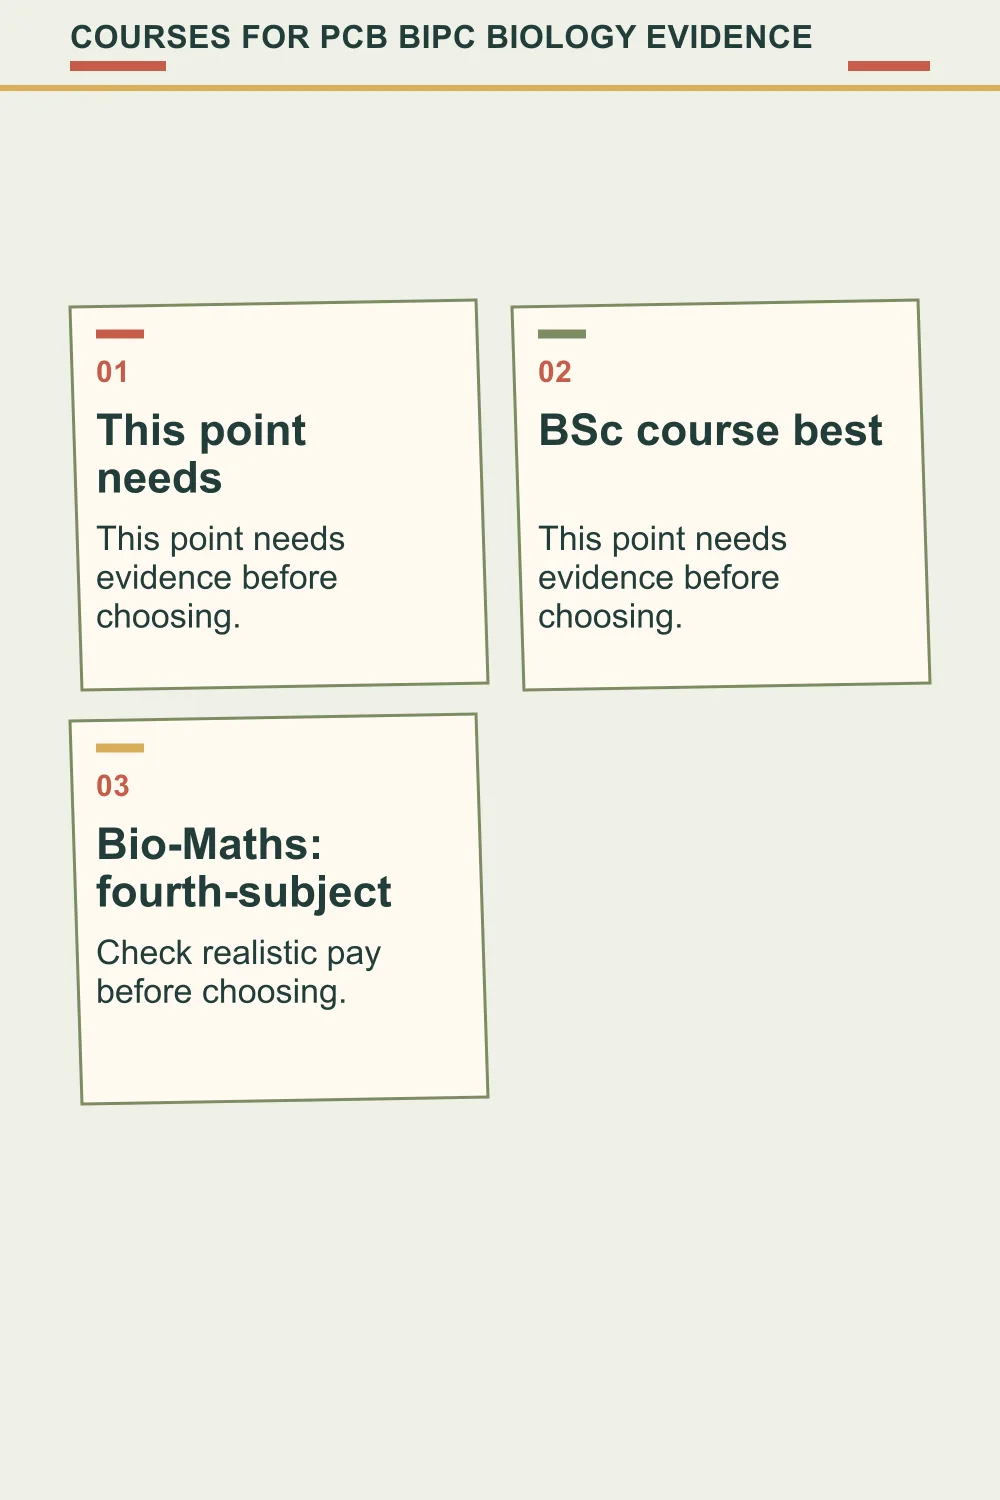 COURSES FOR PCB BIPC BIOLOGY EVIDENCE
01
This point
needs
This point needs
evidence before
choosing.
02
BSc course best
This point needs
evidence before
choosing.
03
Bio-Maths:
fourth-subject
Check realistic pay
before choosing.